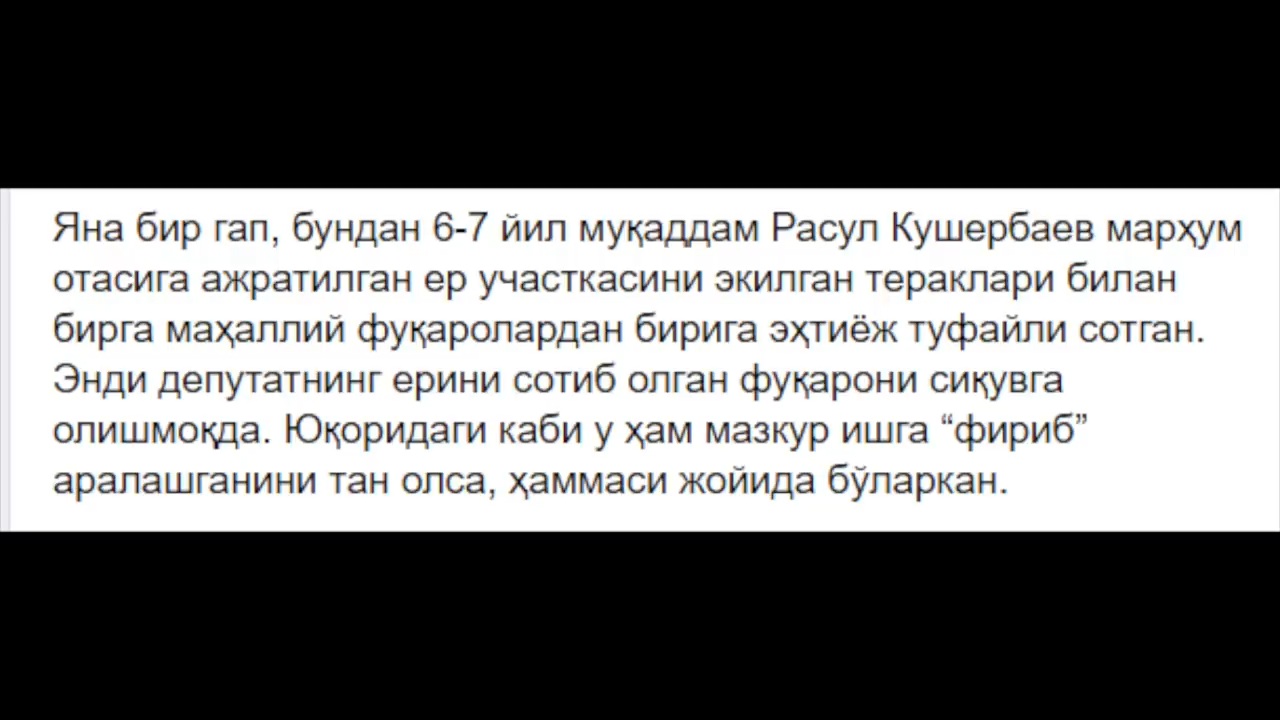 Яна бир гап, бундан 6-7 йил муқаддам Расул Кушербаев марҳум
отасига ажратилган ер участкасини экилган тераклари билан
бирга маҳаллий фуқаролардан бирига эҳтиёж туфайли сотган.
Энди депутатнинг ерини сотиб олган фуқарони сиқувга
олишмоқда. Юқоридаги каби у ҳам мазкур ишга “фириб”
аралашганини тан олса, ҳаммаси жойида бўларкан.